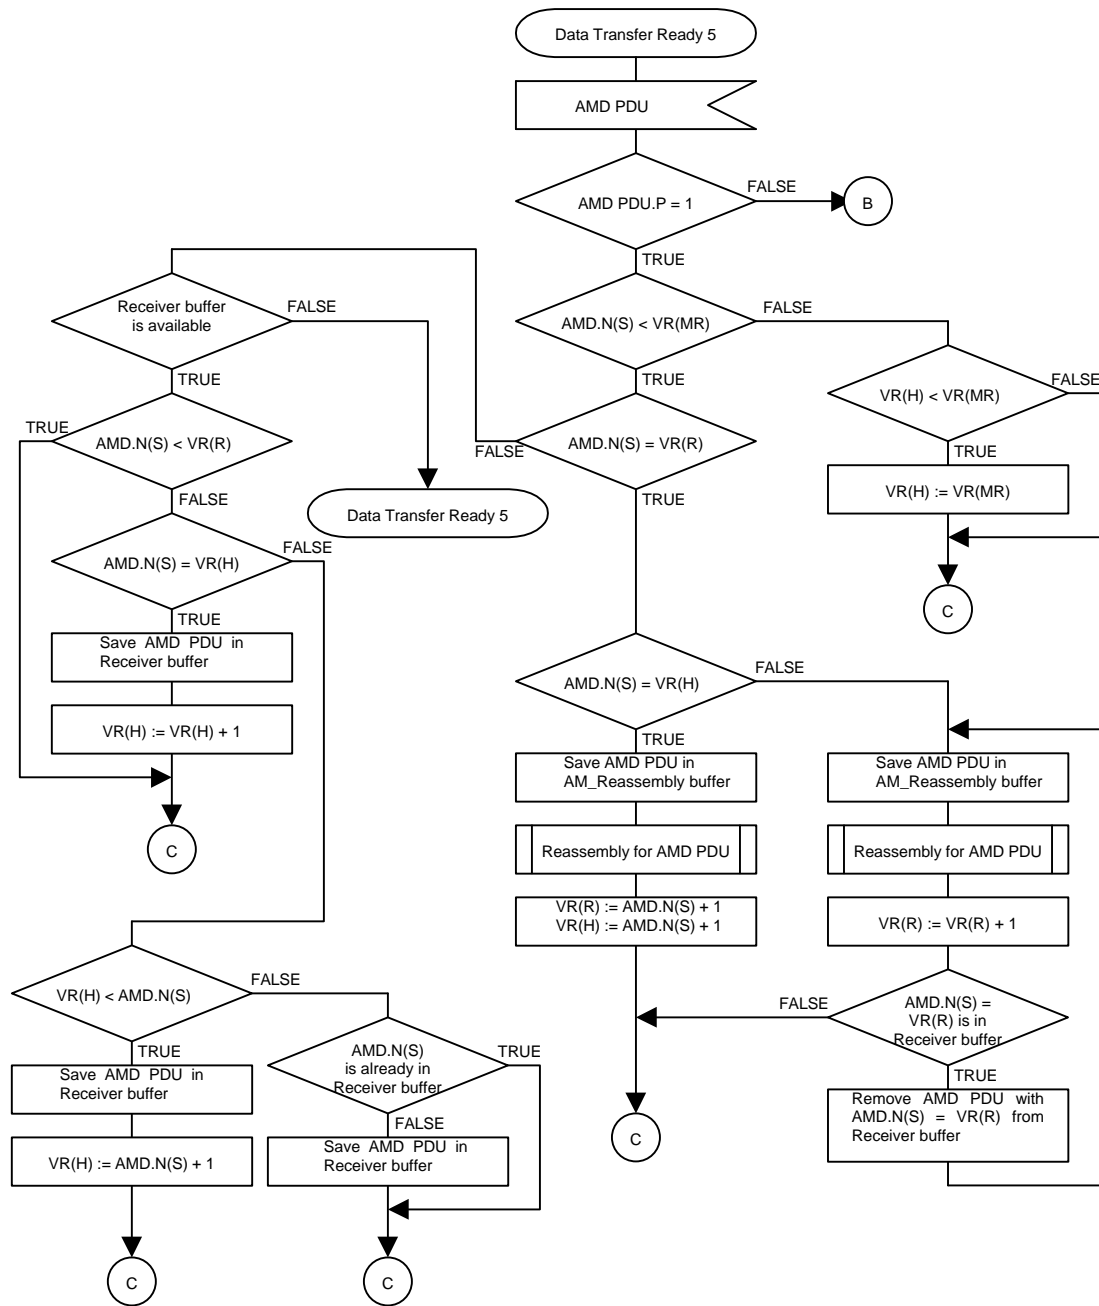 Data Transfer Ready 5
AMD PDU
AMD PDU.P = 1
FALSE
B
TRUE
AMD.N(S) < VR(MR)
FALSE
TRUE
VR(H) < VR(MR)
FALSE
TRUE
VR(H) := VR(MR)
C
AMD.N(S) = VR(R)
FALSE
TRUE
Receiver buffer
is available
FALSE
TRUE
Data Transfer Ready 5
AMD.N(S) < VR(R)
TRUE
FALSE
AMD.N(S) = VR(H)
FALSE
TRUE
Save AMD PDU in
Receiver buffer
VR(H) := VR(H) + 1
C
VR(H) < AMD.N(S)
FALSE
TRUE
Save AMD PDU in
Receiver buffer
VR(H) := AMD.N(S) + 1
C
AMD.N(S)
is already in
Receiver buffer
TRUE
FALSE
Save AMD PDU in
Receiver buffer
C
AMD.N(S) = VR(H)
FALSE
TRUE
Save AMD PDU in
AM_Reassembly buffer
Reassembly for AMD PDU
VR(R) := AMD.N(S) + 1
VR(H) := AMD.N(S) + 1
C
Save AMD PDU in
AM_Reassembly buffer
Reassembly for AMD PDU
VR(R) := VR(R) + 1
AMD.N(S) =
VR(R) is in
Receiver buffer
FALSE
TRUE
Remove AMD PDU with
AMD.N(S) = VR(R) from
Receiver buffer